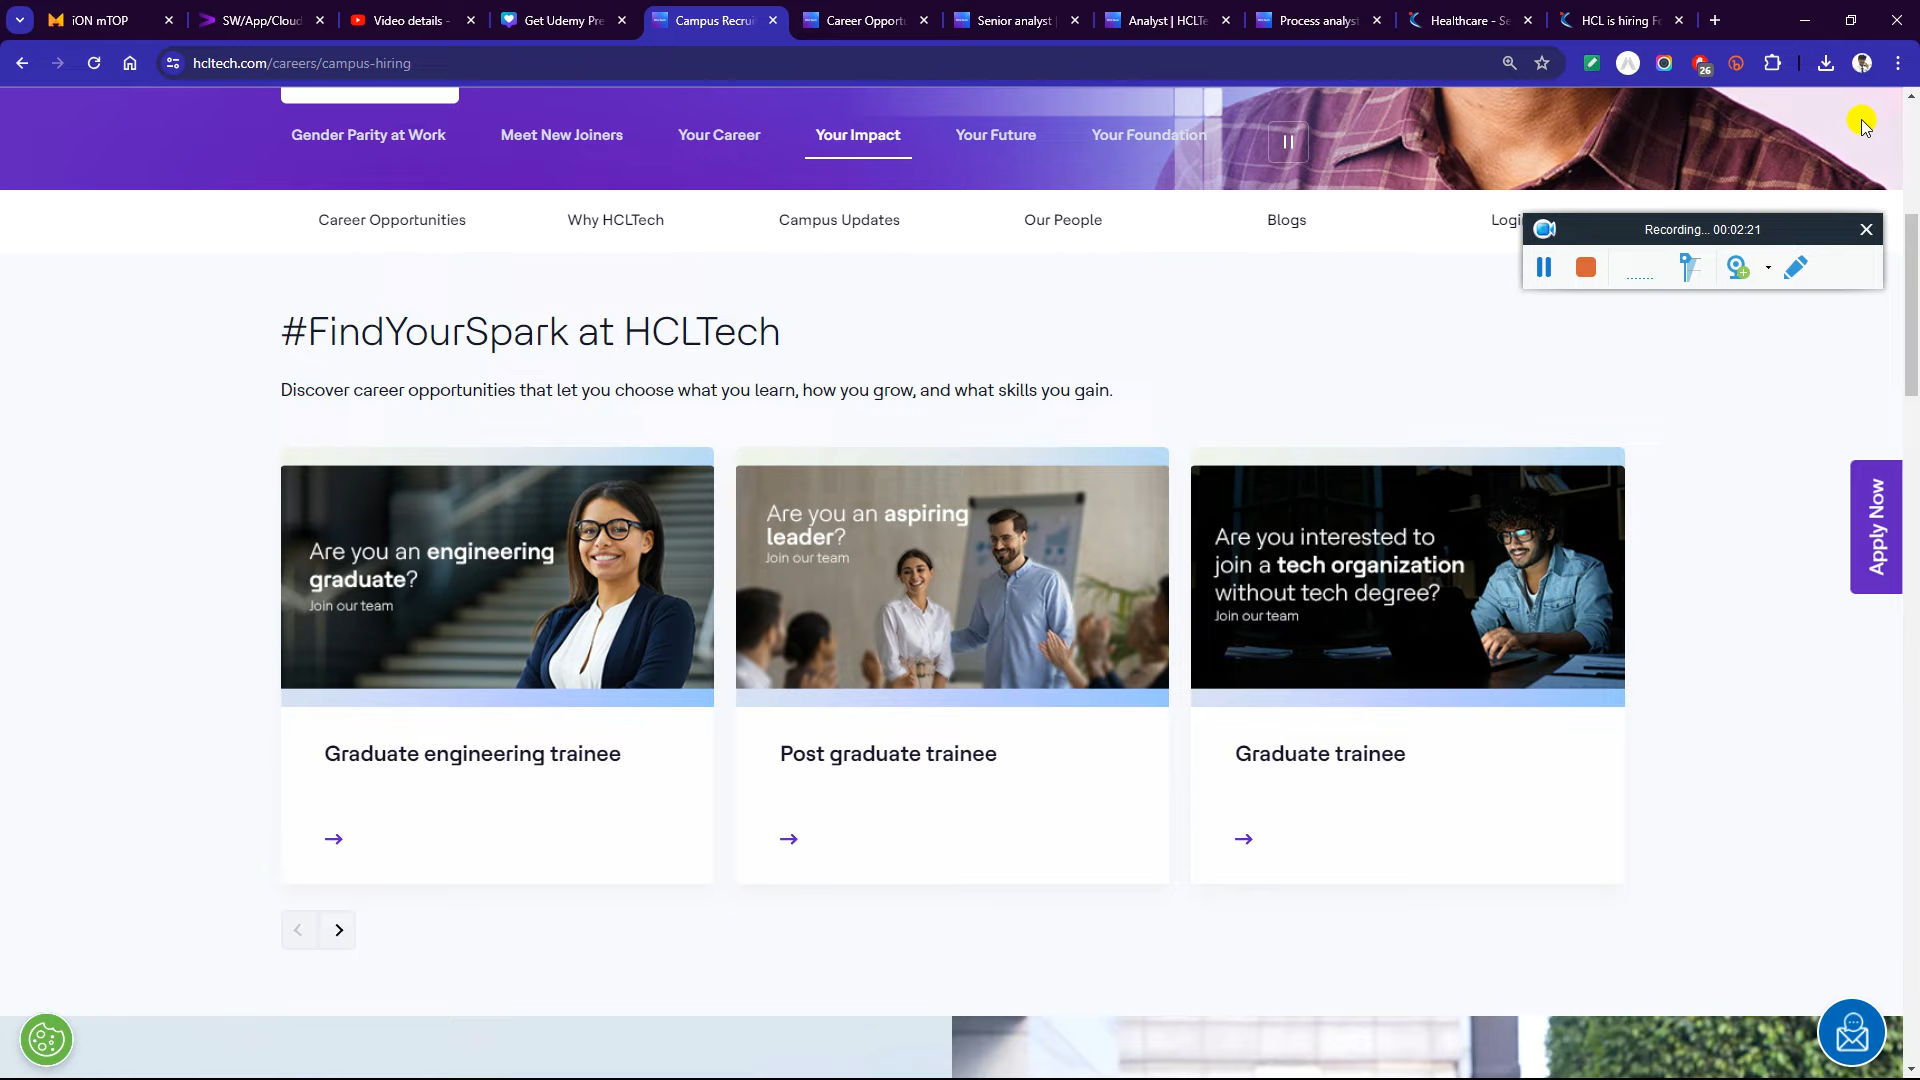 iON mTOP
SW/App/Cloud
Video details -
Get Udemy Pre
Campus Recrui
Career Opportu
Senior analyst
Analyst | HCLTe
Process analyst
Healthcare - Se
HCL is hiring Fo
hcltech.com/careers/campus-hiring
26
Gender Parity at Work
Meet New Joiners
Your Career
Your Impact
Your Future
Your Foundation
Career Opportunities
Why HCLTech
Campus Updates
Our People
Blogs
Logi
Recording... 00:02:21
#FindYourSpark at HCLTech
Discover career opportunities that let you choose what you learn, how you grow, and what skills you gain.
Are you an engineering
graduate?
Join our team
Are you an aspiring
leader?
Join our team
Are you interested to
join a tech organization
without tech degree?
Join our team
Apply Now
Graduate engineering trainee
Post graduate trainee
Graduate trainee